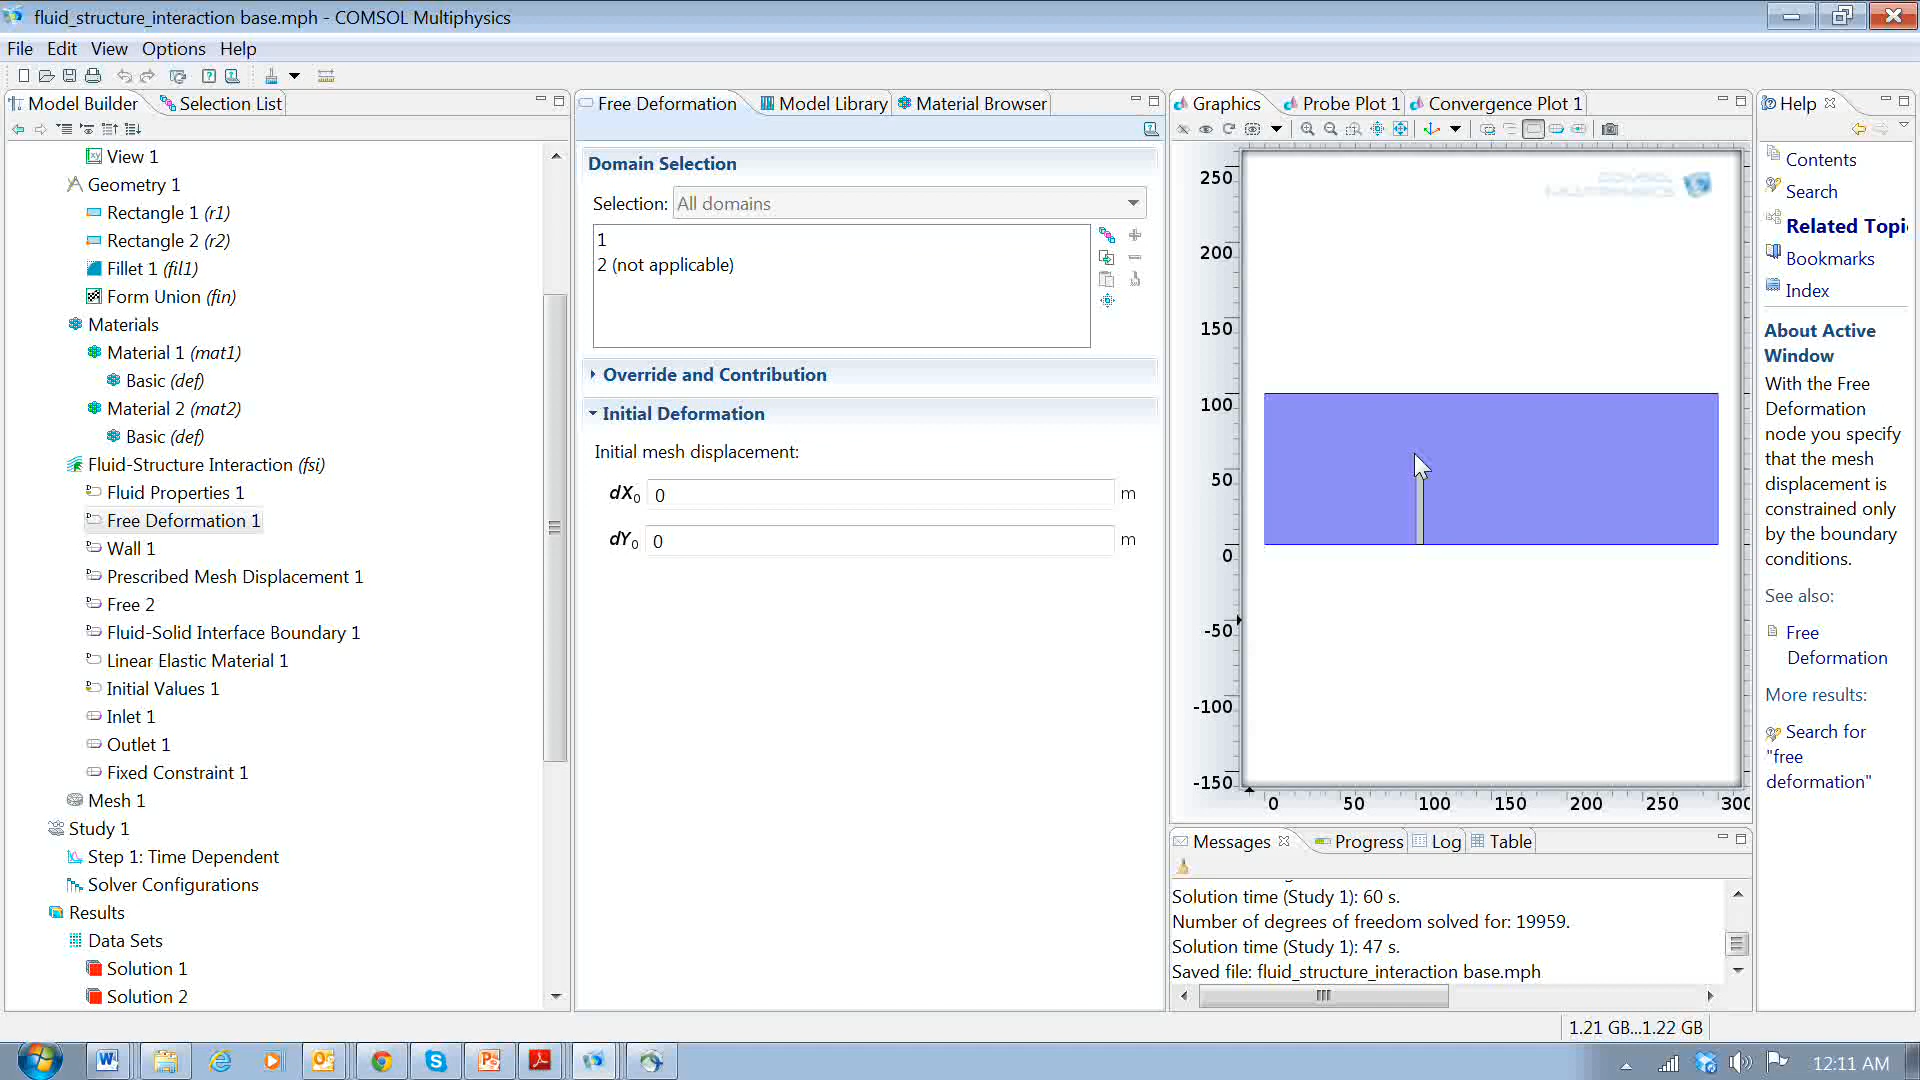 fluid_structure_interaction base.mph - COMSOL Multiphysics
File Edit View Options Help
Model Builder
Selection List
View 1
Geometry 1
Rectangle 1 (r1)
Rectangle 2 (r2)
Fillet 1 (fil1)
Form Union (fin)
Materials
Material 1 (mat1)
Basic (def)
Material 2 (mat2)
Basic (def)
Fluid-Structure Interaction (fsi)
Fluid Properties 1
Free Deformation 1
Wall 1
Prescribed Mesh Displacement 1
Free 2
Fluid-Solid Interface Boundary 1
Linear Elastic Material 1
Initial Values 1
Inlet 1
Outlet 1
Fixed Constraint 1
Mesh 1
Study 1
Step 1: Time Dependent
Solver Configurations
Results
Data Sets
Solution 1
Solution 2
Free Deformation
Model Library
Material Browser
Domain Selection
Selection: All domains
1
2 (not applicable)
Override and Contribution
Initial Deformation
Initial mesh displacement:
dX0 0 m
dY0 0 m
Graphics
Probe Plot 1
Convergence Plot 1
COMSOL
MULTIPHYSICS
250
200
150
100
50
0
-50
-100
-150
0 50 100 150 200 250 300
Messages
Progress
Log
Table
Solution time (Study 1): 60 s.
Number of degrees of freedom solved for: 19959.
Solution time (Study 1): 47 s.
Saved file: fluid_structure_interaction base.mph
Help
Contents
Search
Related Topi
Bookmarks
Index
About Active
Window
With the Free
Deformation
node you specify
that the mesh
displacement is
constrained only
by the boundary
conditions.
See also:
Free
Deformation
More results:
Search for
"free
deformation"
1.21 GB...1.22 GB
12:11 AM